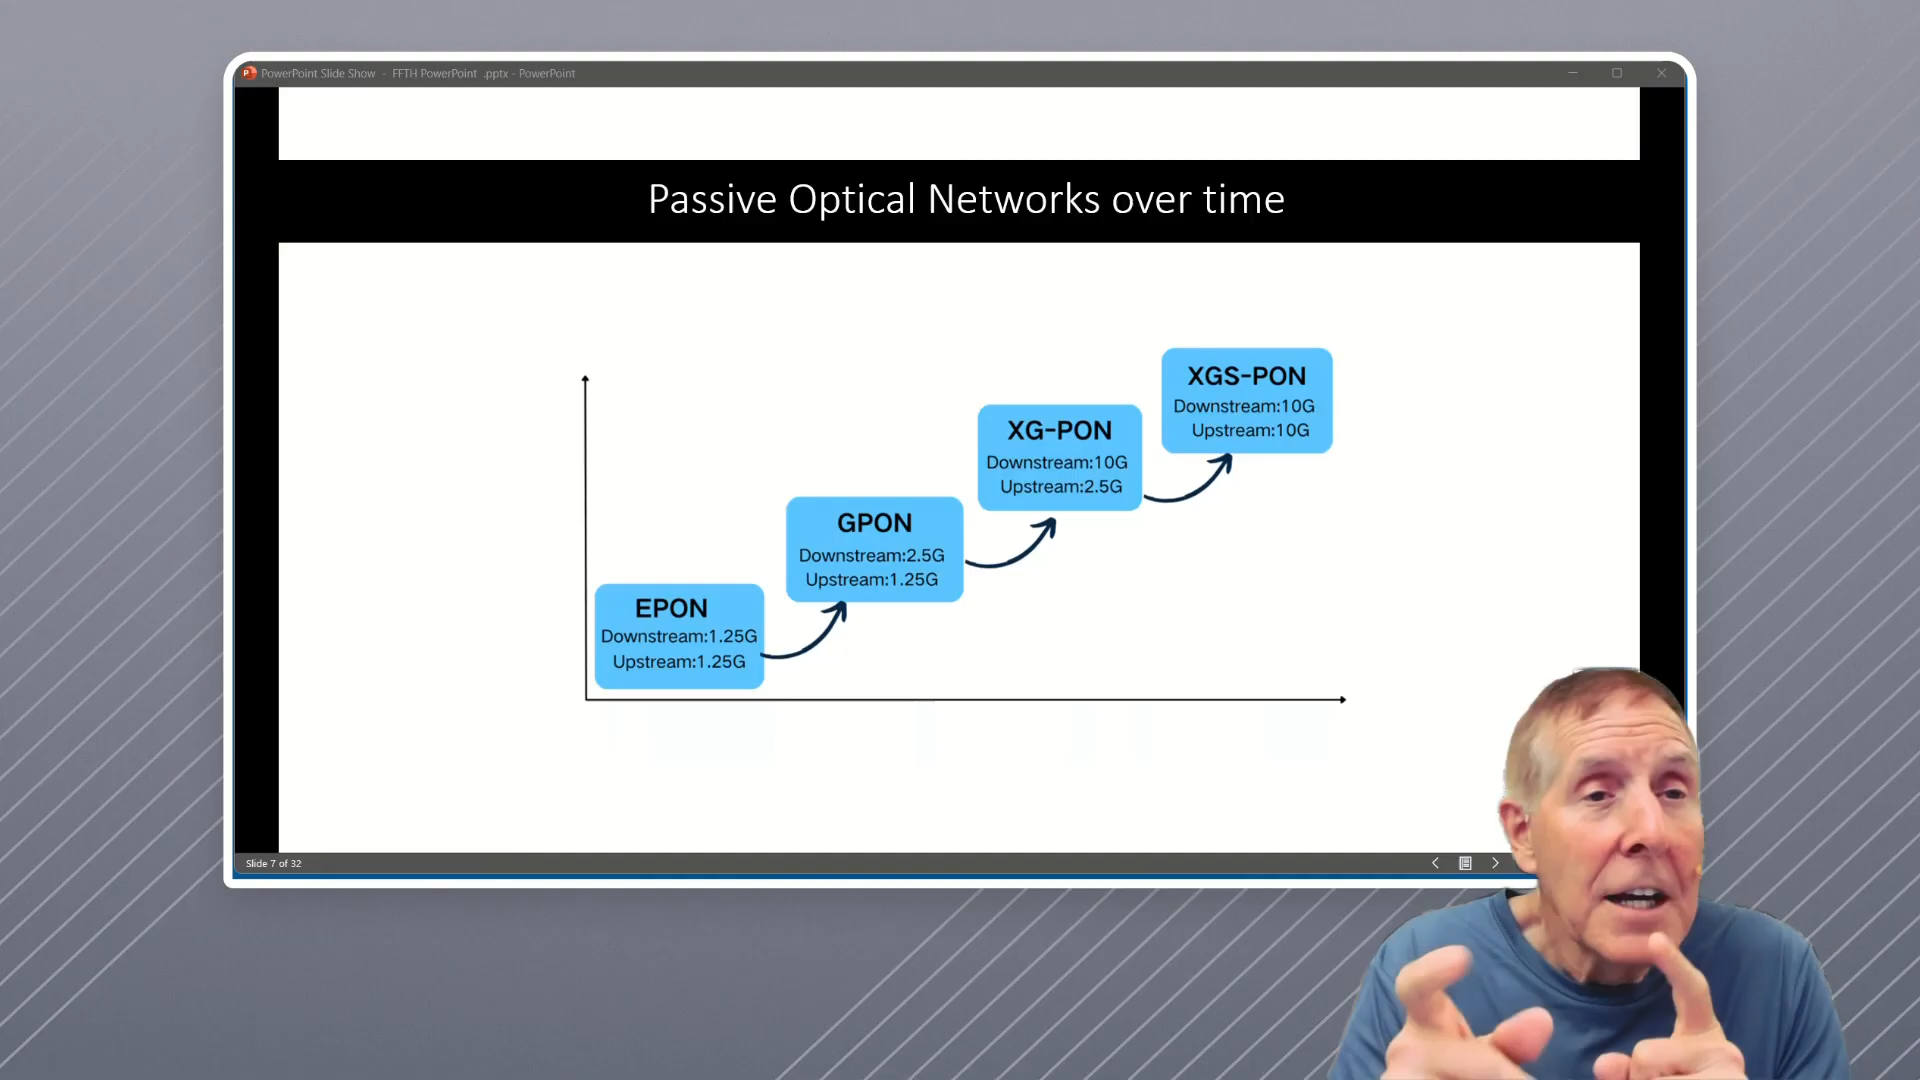 PowerPoint Slide Show - FFTH PowerPoint .pptx - PowerPoint
Passive Optical Networks over time
XGS-PON
Downstream:10G
Upstream:10G
XG-PON
Downstream:10G
Upstream:2.5G
GPON
Downstream:2.5G
Upstream:1.25G
EPON
Downstream:1.25G
Upstream:1.25G
Slide 7 of 32